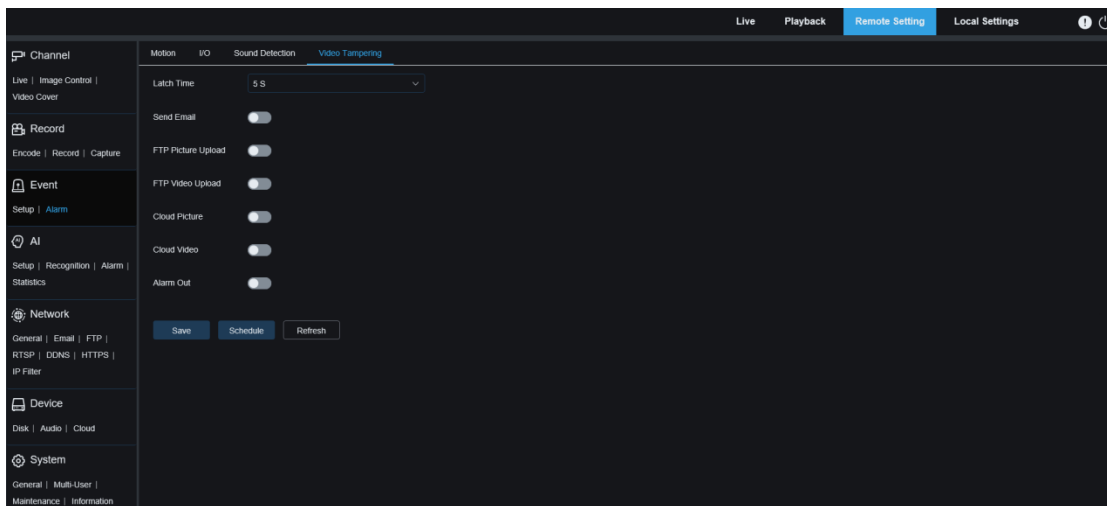 Live Playback Remote Setting Local Settings
Channel
Live | Image Control |
Video Cover
Record
Encode | Record | Capture
Event
Setup | Alarm
AI
Setup | Recognition | Alarm |
Statistics
Network
General | Email | FTP |
RTSP | DDNS | HTTPS |
IP Filter
Device
Disk | Audio | Cloud
System
General | Multi-User |
Maintenance | Information
Motion I/O Sound Detection Video Tampering
Latch Time 5 S
Send Email
FTP Picture Upload
FTP Video Upload
Cloud Picture
Cloud Video
Alarm Out
Save Schedule Refresh